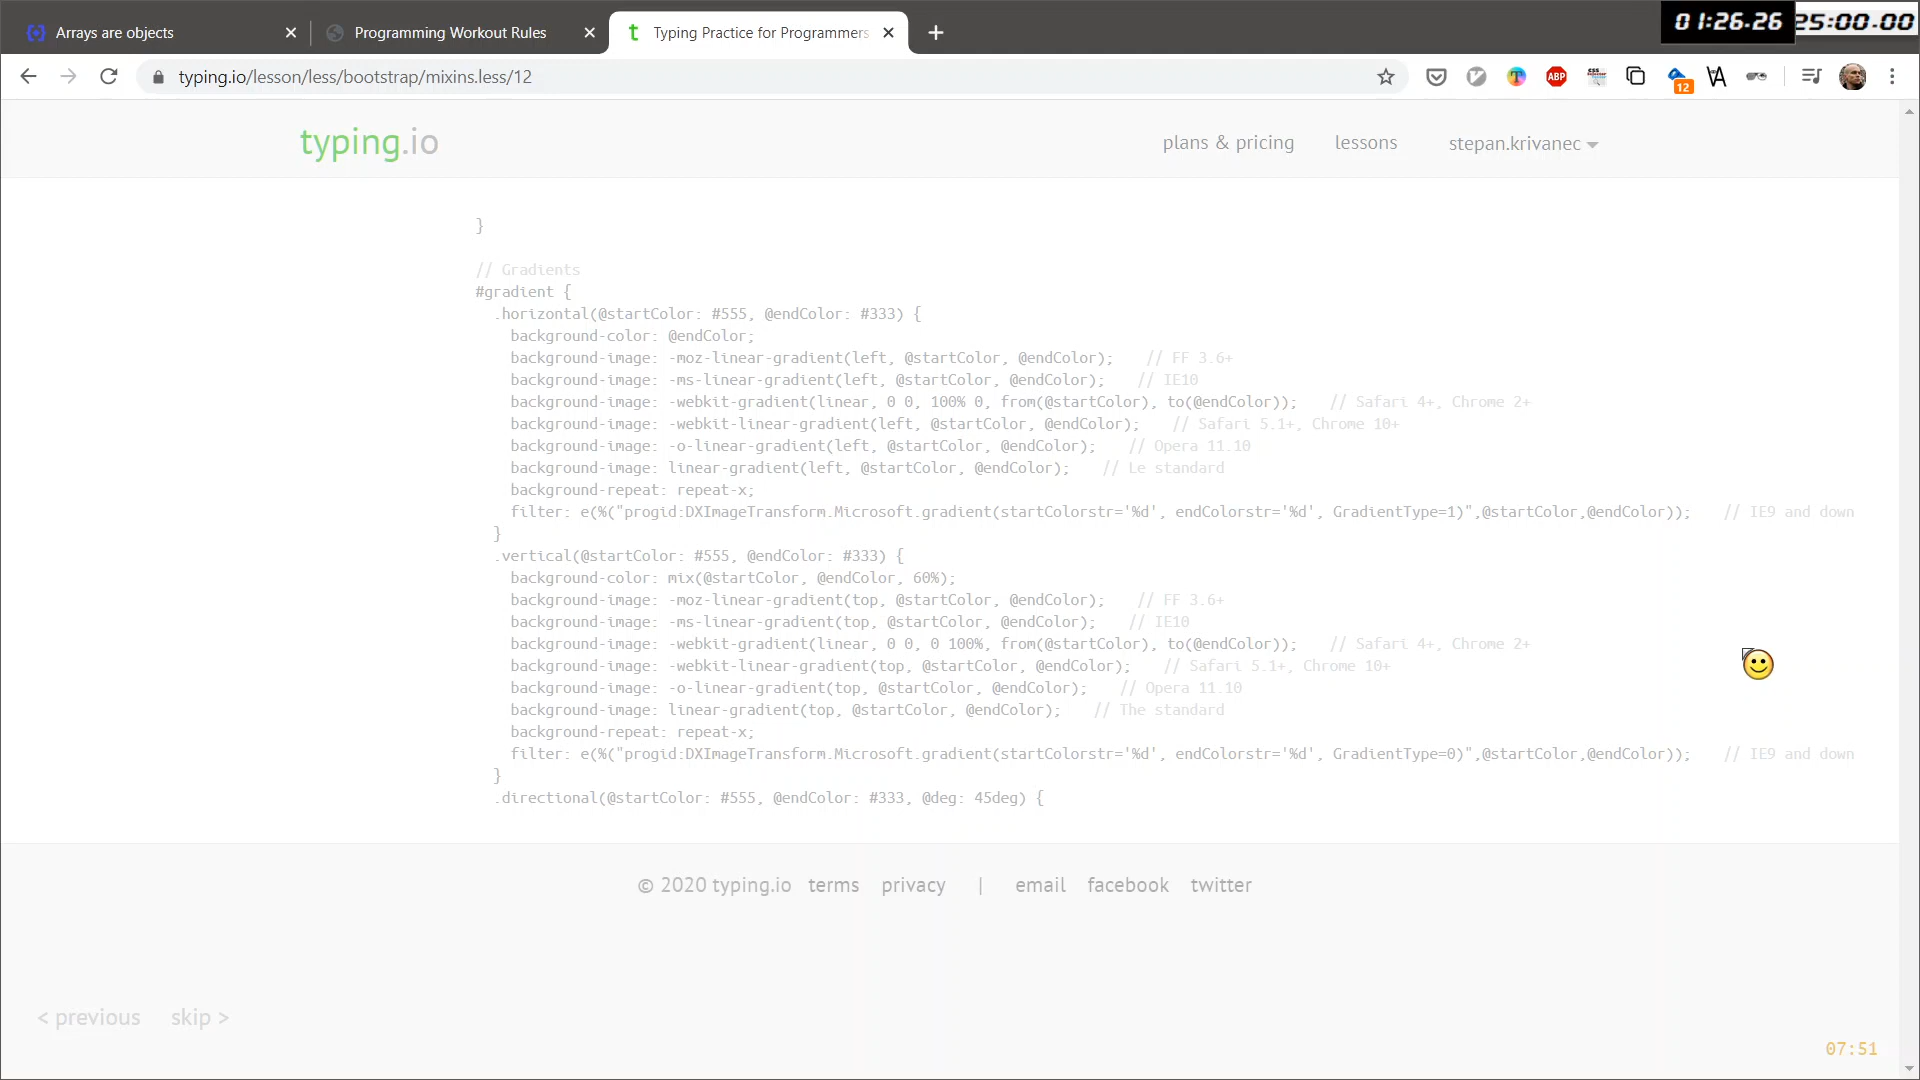 Arrays are objects
Programming Workout Rules
Typing Practice for Programmers
01:26.26
25:00.00
typing.io/lesson/less/bootstrap/mixins.less/12
ABP
12
typing.io
plans & pricing
lessons
stepan.krivanec
}
// Gradients
#gradient {
.horizontal(@startColor: #555, @endColor: #333) {
background-color: @endColor;
background-image: -moz-linear-gradient(left, @startColor, @endColor); // FF 3.6+
background-image: -ms-linear-gradient(left, @startColor, @endColor); // IE10
background-image: -webkit-gradient(linear, 0 0, 100% 0, from(@startColor), to(@endColor)); // Safari 4+, Chrome 2+
background-image: -webkit-linear-gradient(left, @startColor, @endColor); // Safari 5.1+, Chrome 10+
background-image: -o-linear-gradient(left, @startColor, @endColor); // Opera 11.10
background-image: linear-gradient(left, @startColor, @endColor); // Le standard
background-repeat: repeat-x;
filter: e(%("progid:DXImageTransform.Microsoft.gradient(startColorstr='%d', endColorstr='%d', GradientType=1)",@startColor,@endColor)); // IE9 and down
}
.vertical(@startColor: #555, @endColor: #333) {
background-color: mix(@startColor, @endColor, 60%);
background-image: -moz-linear-gradient(top, @startColor, @endColor); // FF 3.6+
background-image: -ms-linear-gradient(top, @startColor, @endColor); // IE10
background-image: -webkit-gradient(linear, 0 0, 0 100%, from(@startColor), to(@endColor)); // Safari 4+, Chrome 2+
background-image: -webkit-linear-gradient(top, @startColor, @endColor); // Safari 5.1+, Chrome 10+
background-image: -o-linear-gradient(top, @startColor, @endColor); // Opera 11.10
background-image: linear-gradient(top, @startColor, @endColor); // The standard
background-repeat: repeat-x;
filter: e(%("progid:DXImageTransform.Microsoft.gradient(startColorstr='%d', endColorstr='%d', GradientType=0)",@startColor,@endColor)); // IE9 and down
}
.directional(@startColor: #555, @endColor: #333, @deg: 45deg) {
© 2020 typing.io terms privacy | email facebook twitter
< previous skip >
07:51